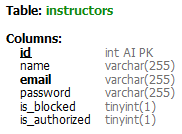 Table: instructors
Columns:
id int AI PK
name varchar(255)
email varchar(255)
password varchar(255)
is_blocked tinyint(1)
is_authorized tinyint(1)